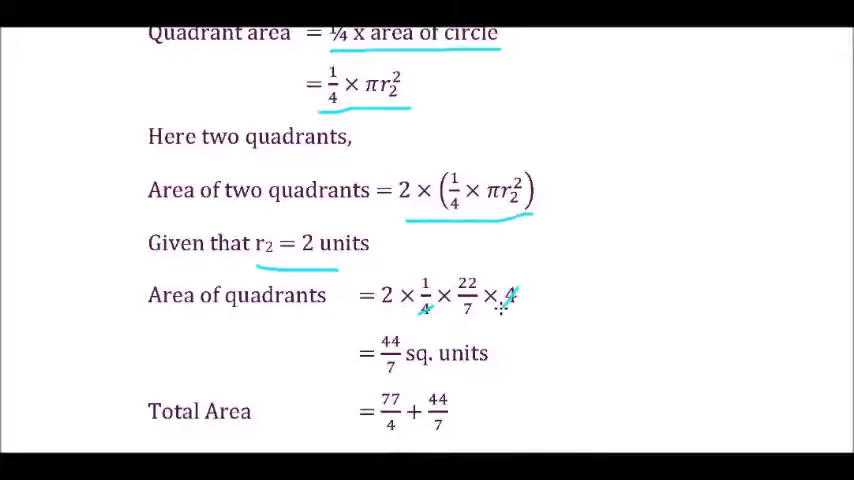 Quadrant area = ¼ x area of circle
= 1/4 × πr₂²
Here two quadrants,
Area of two quadrants = 2 × (1/4 × πr₂²)
Given that r₂ = 2 units
Area of quadrants = 2 × 1/4 × 22/7 × 4
= 44/7 sq. units
Total Area = 77/4 + 44/7